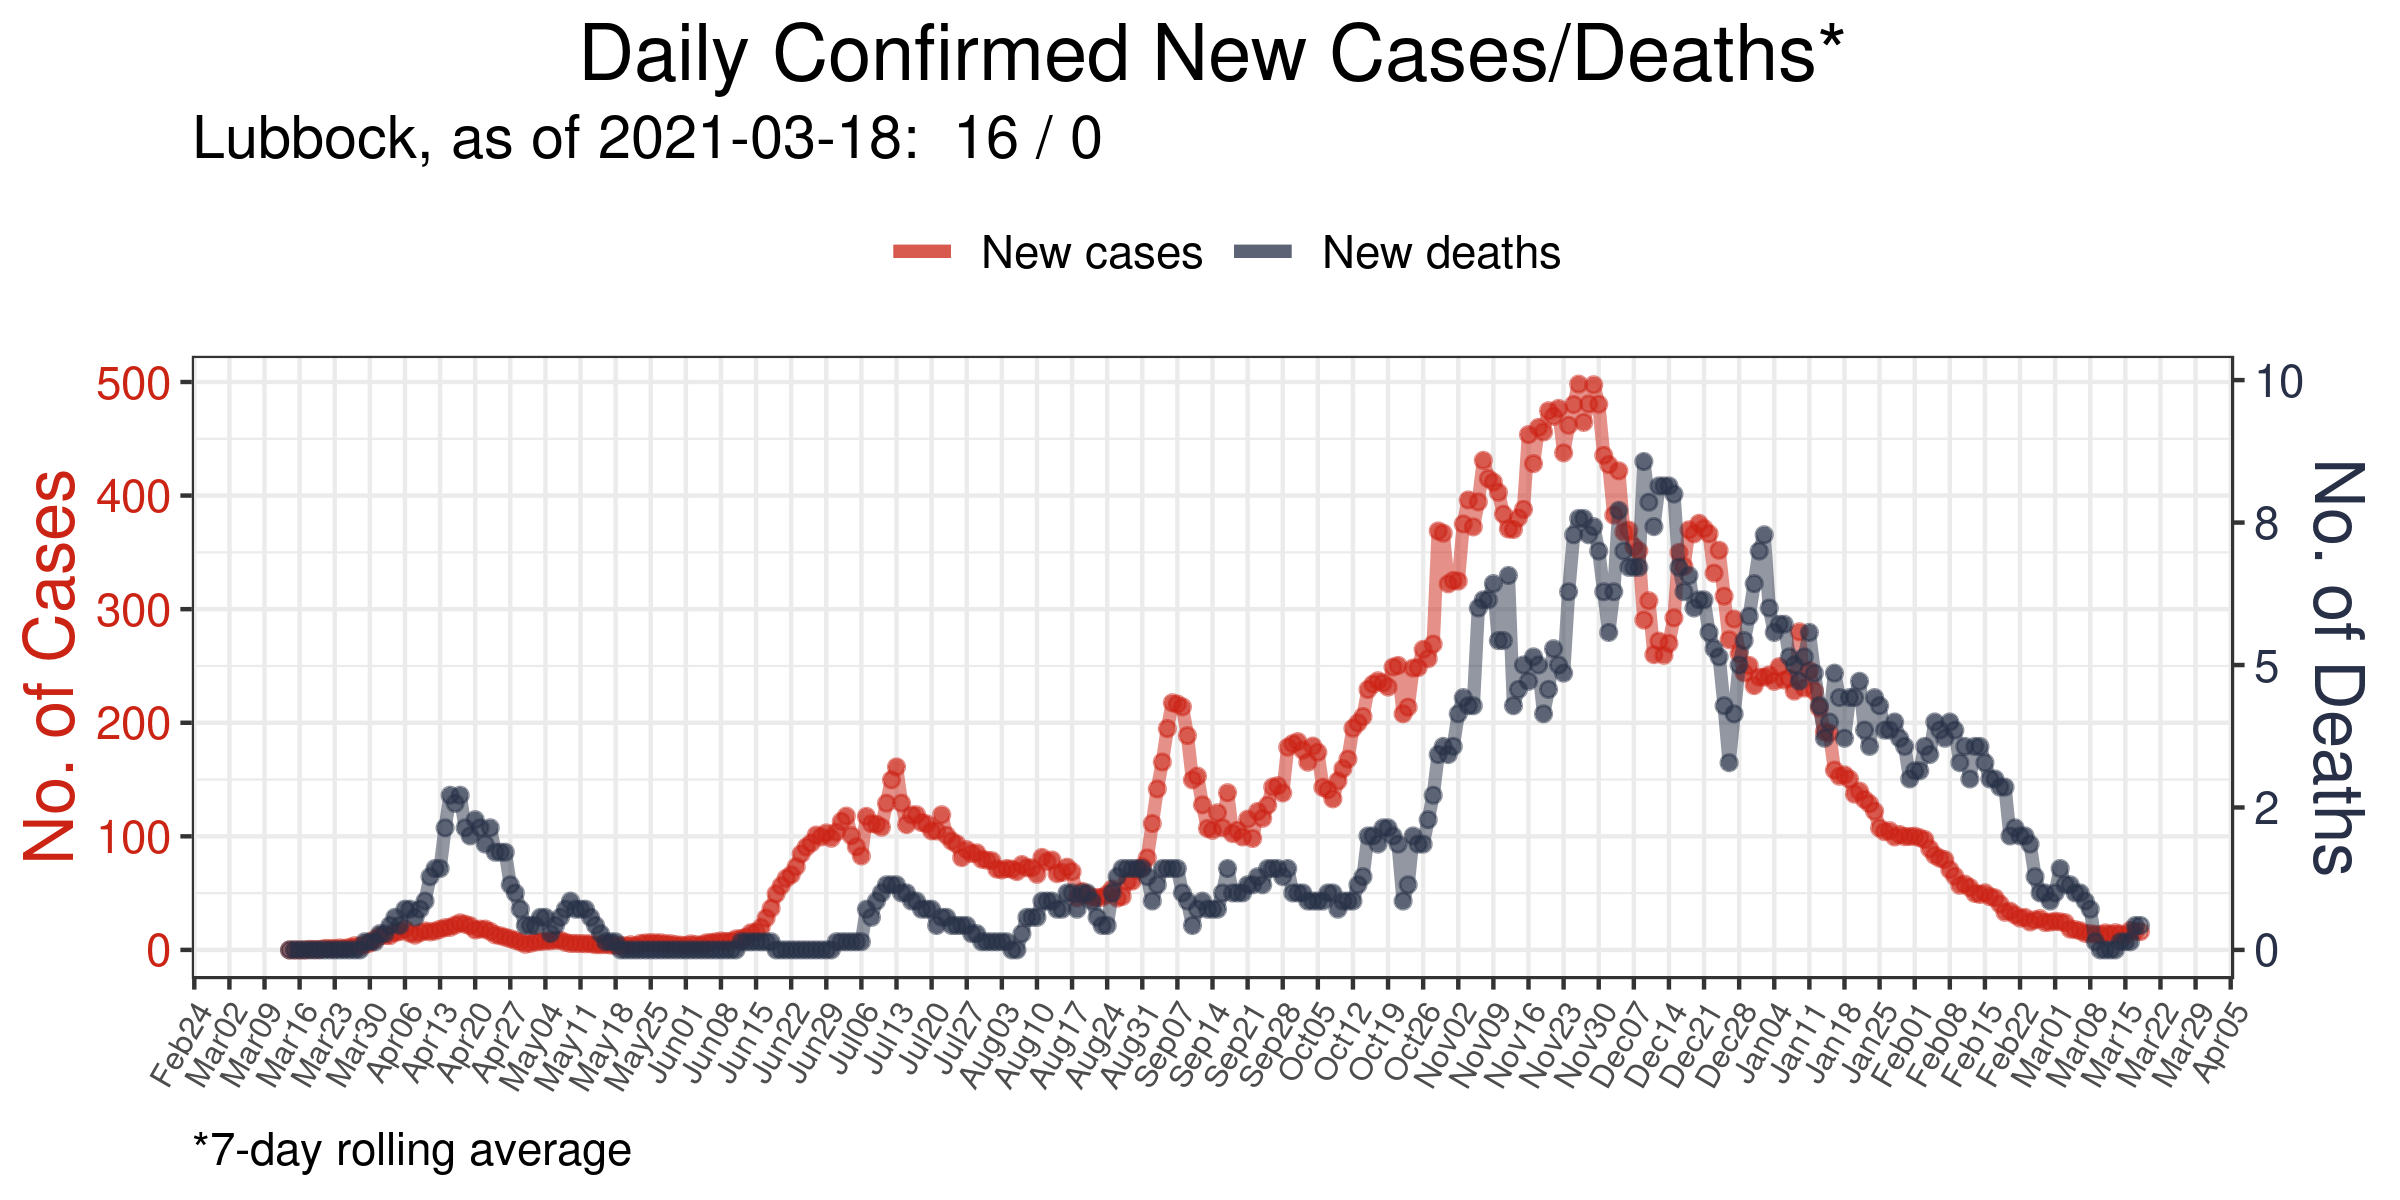 Daily Confirmed New Cases/Deaths*
Lubbock, as of 2021-03-18:  16 / 0
New cases
New deaths
No. of Cases
500
400
300
200
100
0
10
8
5
2
0
No. of Deaths
Feb24
Mar02
Mar09
Mar16
Mar23
Mar30
Apr06
Apr13
Apr20
Apr27
May04
May11
May18
May25
Jun01
Jun08
Jun15
Jun22
Jun29
Jul06
Jul13
Jul20
Jul27
Aug03
Aug10
Aug17
Aug24
Aug31
Sep07
Sep14
Sep21
Sep28
Oct05
Oct12
Oct19
Oct26
Nov02
Nov09
Nov16
Nov23
Nov30
Dec07
Dec14
Dec21
Dec28
Jan04
Jan11
Jan18
Jan25
Feb01
Feb08
Feb15
Feb22
Mar01
Mar08
Mar15
Mar22
Mar29
Apr05
*7-day rolling average